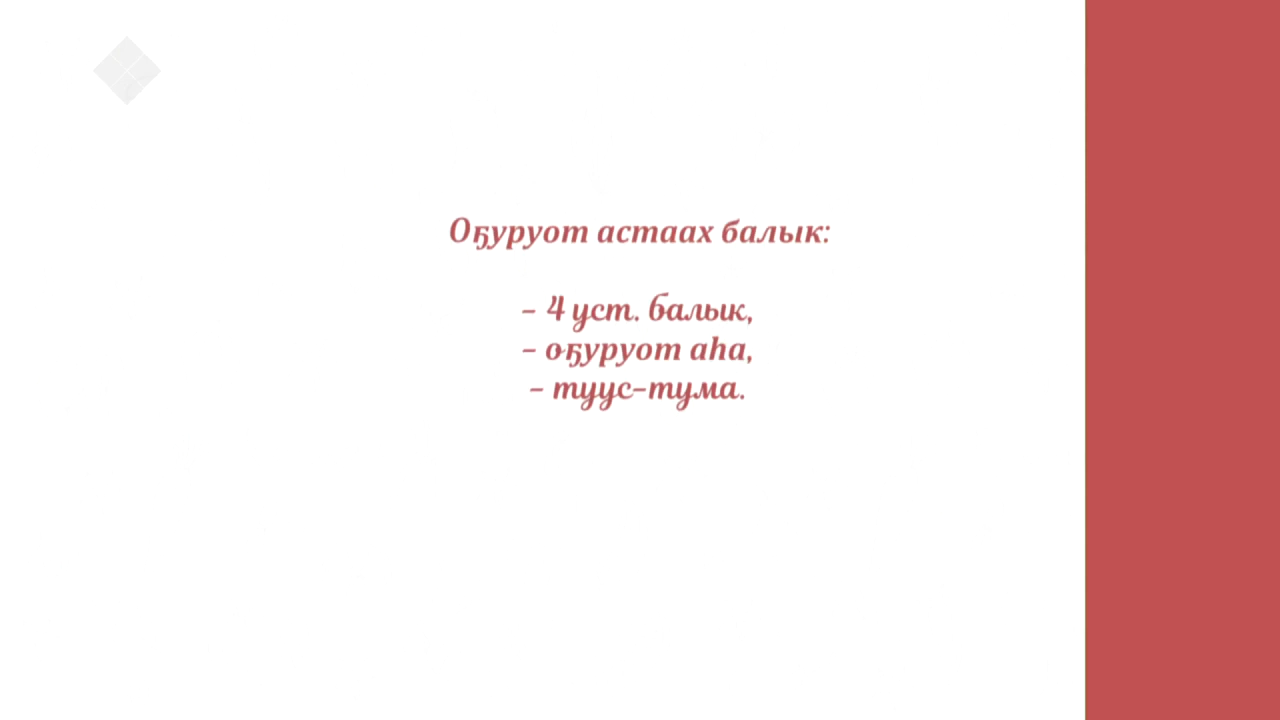 Оҕуруот астаах балык:
- 4 уст. балык,
- оҕуруот аһа,
- туус-тума.